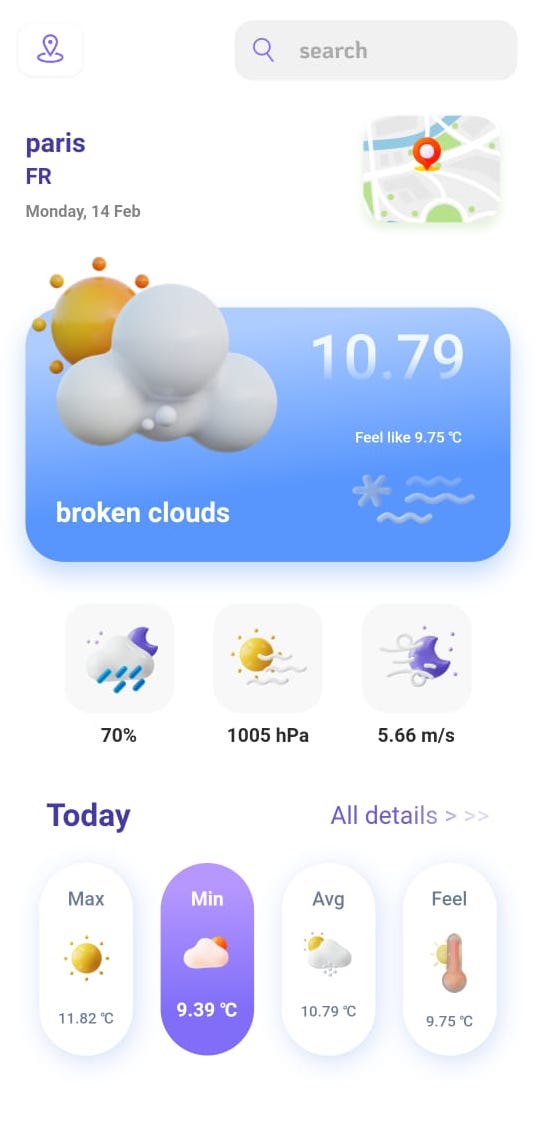 search
paris
FR
Monday, 14 Feb
10.79
Feel like 9.75 ℃
broken clouds
70% 1005 hPa 5.66 m/s
Today All details > >>
Max Min Avg Feel
11.82 ℃ 9.39 ℃ 10.79 ℃ 9.75 ℃